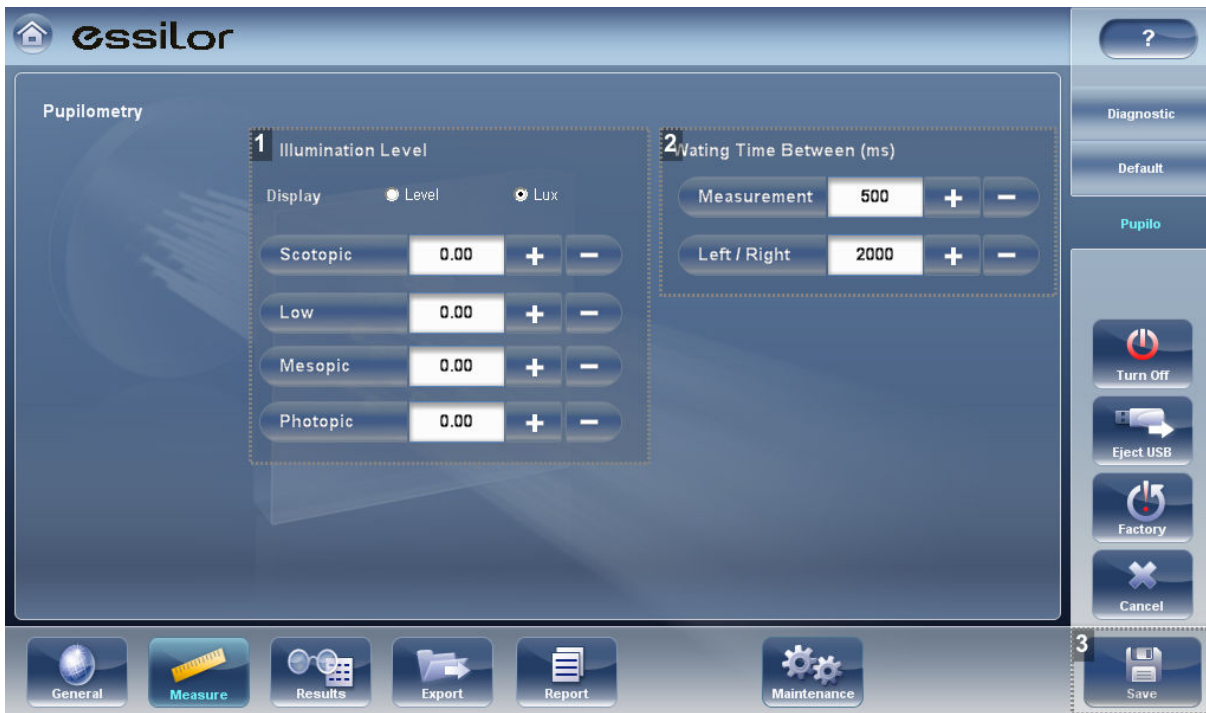 essilor
?
Pupilometry
Diagnostic
Default
Pupilo
1 Illumination Level
Display Level Lux
Scotopic 0.00 + −
Low 0.00 + −
Mesopic 0.00 + −
Photopic 0.00 + −
2 Wating Time Between (ms)
Measurement 500 + −
Left / Right 2000 + −
Turn Off
Eject USB
Factory
Cancel
General Measure Results Export Report Maintenance
3 Save